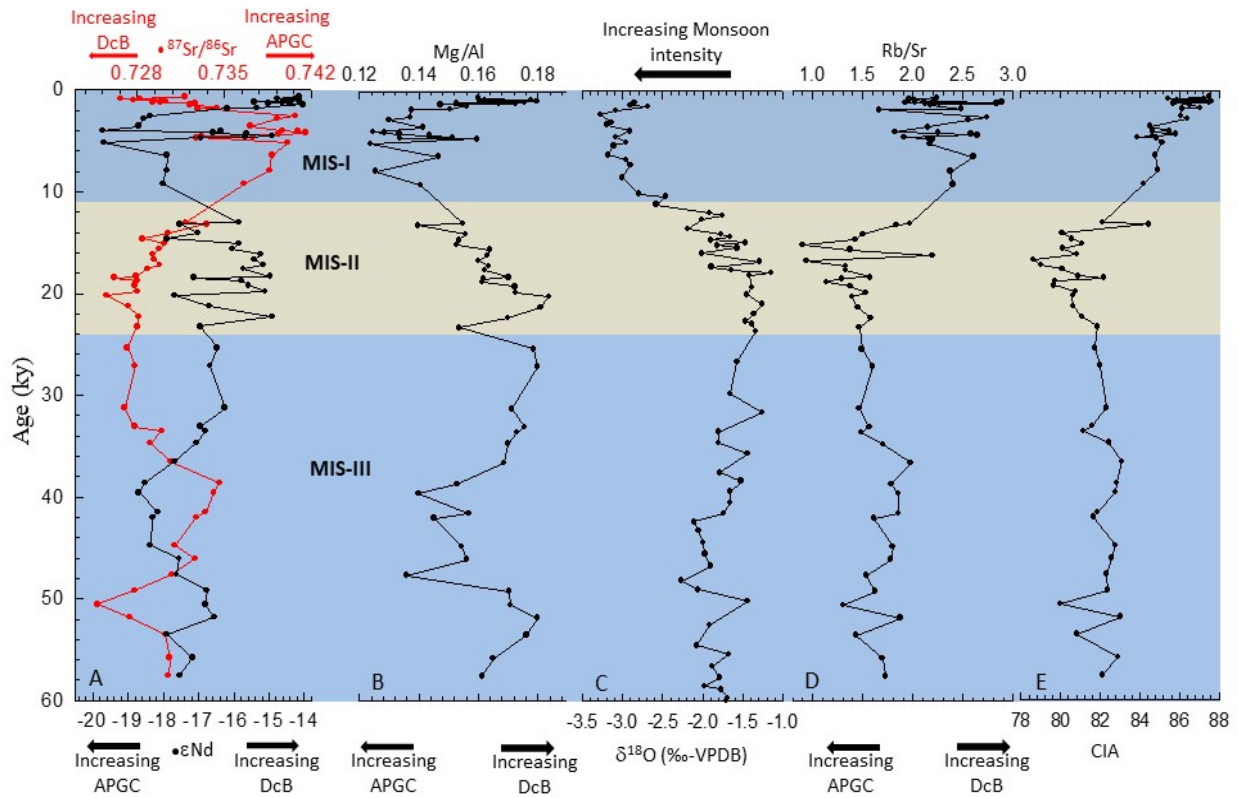 Increasing
DcB
Increasing
APGC
• ⁸⁷Sr/⁸⁶Sr
0.728 0.735 0.742
Mg/Al
0.12 0.14 0.16 0.18
Increasing Monsoon
intensity
Rb/Sr
1.0 1.5 2.0 2.5 3.0
0
10
20
30
40
50
60
Age (ky)
MIS-I
MIS-II
MIS-III
A
B
C
D
E
-20 -19 -18 -17 -16 -15 -14
-3.5 -3.0 -2.5 -2.0 -1.5 -1.0
78 80 82 84 86 88
•εNd
δ¹⁸O (‰-VPDB)
CIA
Increasing
APGC
Increasing
DcB
Increasing
APGC
Increasing
DcB
Increasing
APGC
Increasing
DcB